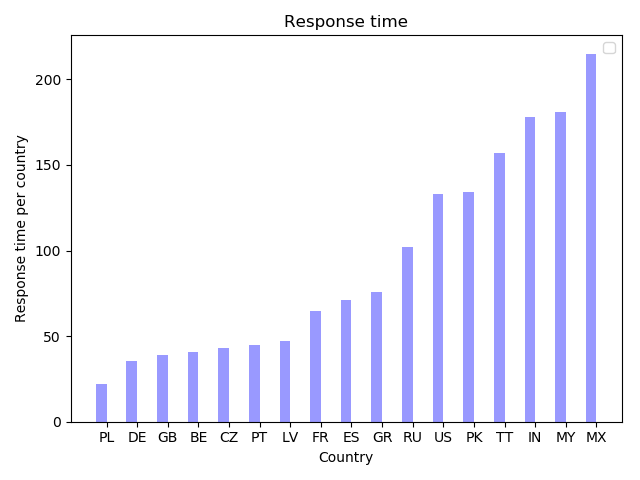 Response time
Response time per country
200
150
100
50
0
PL DE GB BE CZ PT LV FR ES GR RU US PK TT IN MY MX
Country